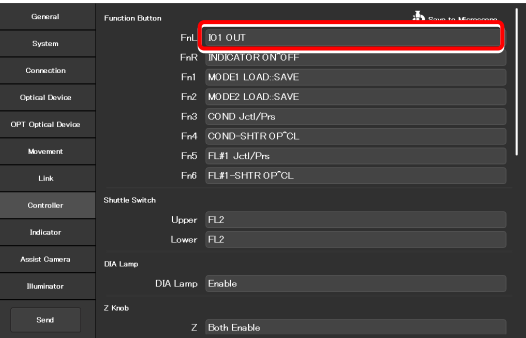 General
System
Connection
Optical Device
OPT Optical Device
Movement
Link
Controller
Indicator
Assist Camera
Illuminator
Send
Function Button
Save to Microscope
FnL IO1 OUT
FnR INDICATOR ON^OFF
Fn1 MODE1 LOAD:SAVE
Fn2 MODE2 LOAD:SAVE
Fn3 COND Jctl/Prs
Fn4 COND-SHTR OP^CL
Fn5 FL#1 Jctl/Prs
Fn6 FL#1-SHTR OP^CL
Shuttle Switch
Upper FL2
Lower FL2
DIA Lamp
DIA Lamp Enable
Z Knob
Z Both Enable